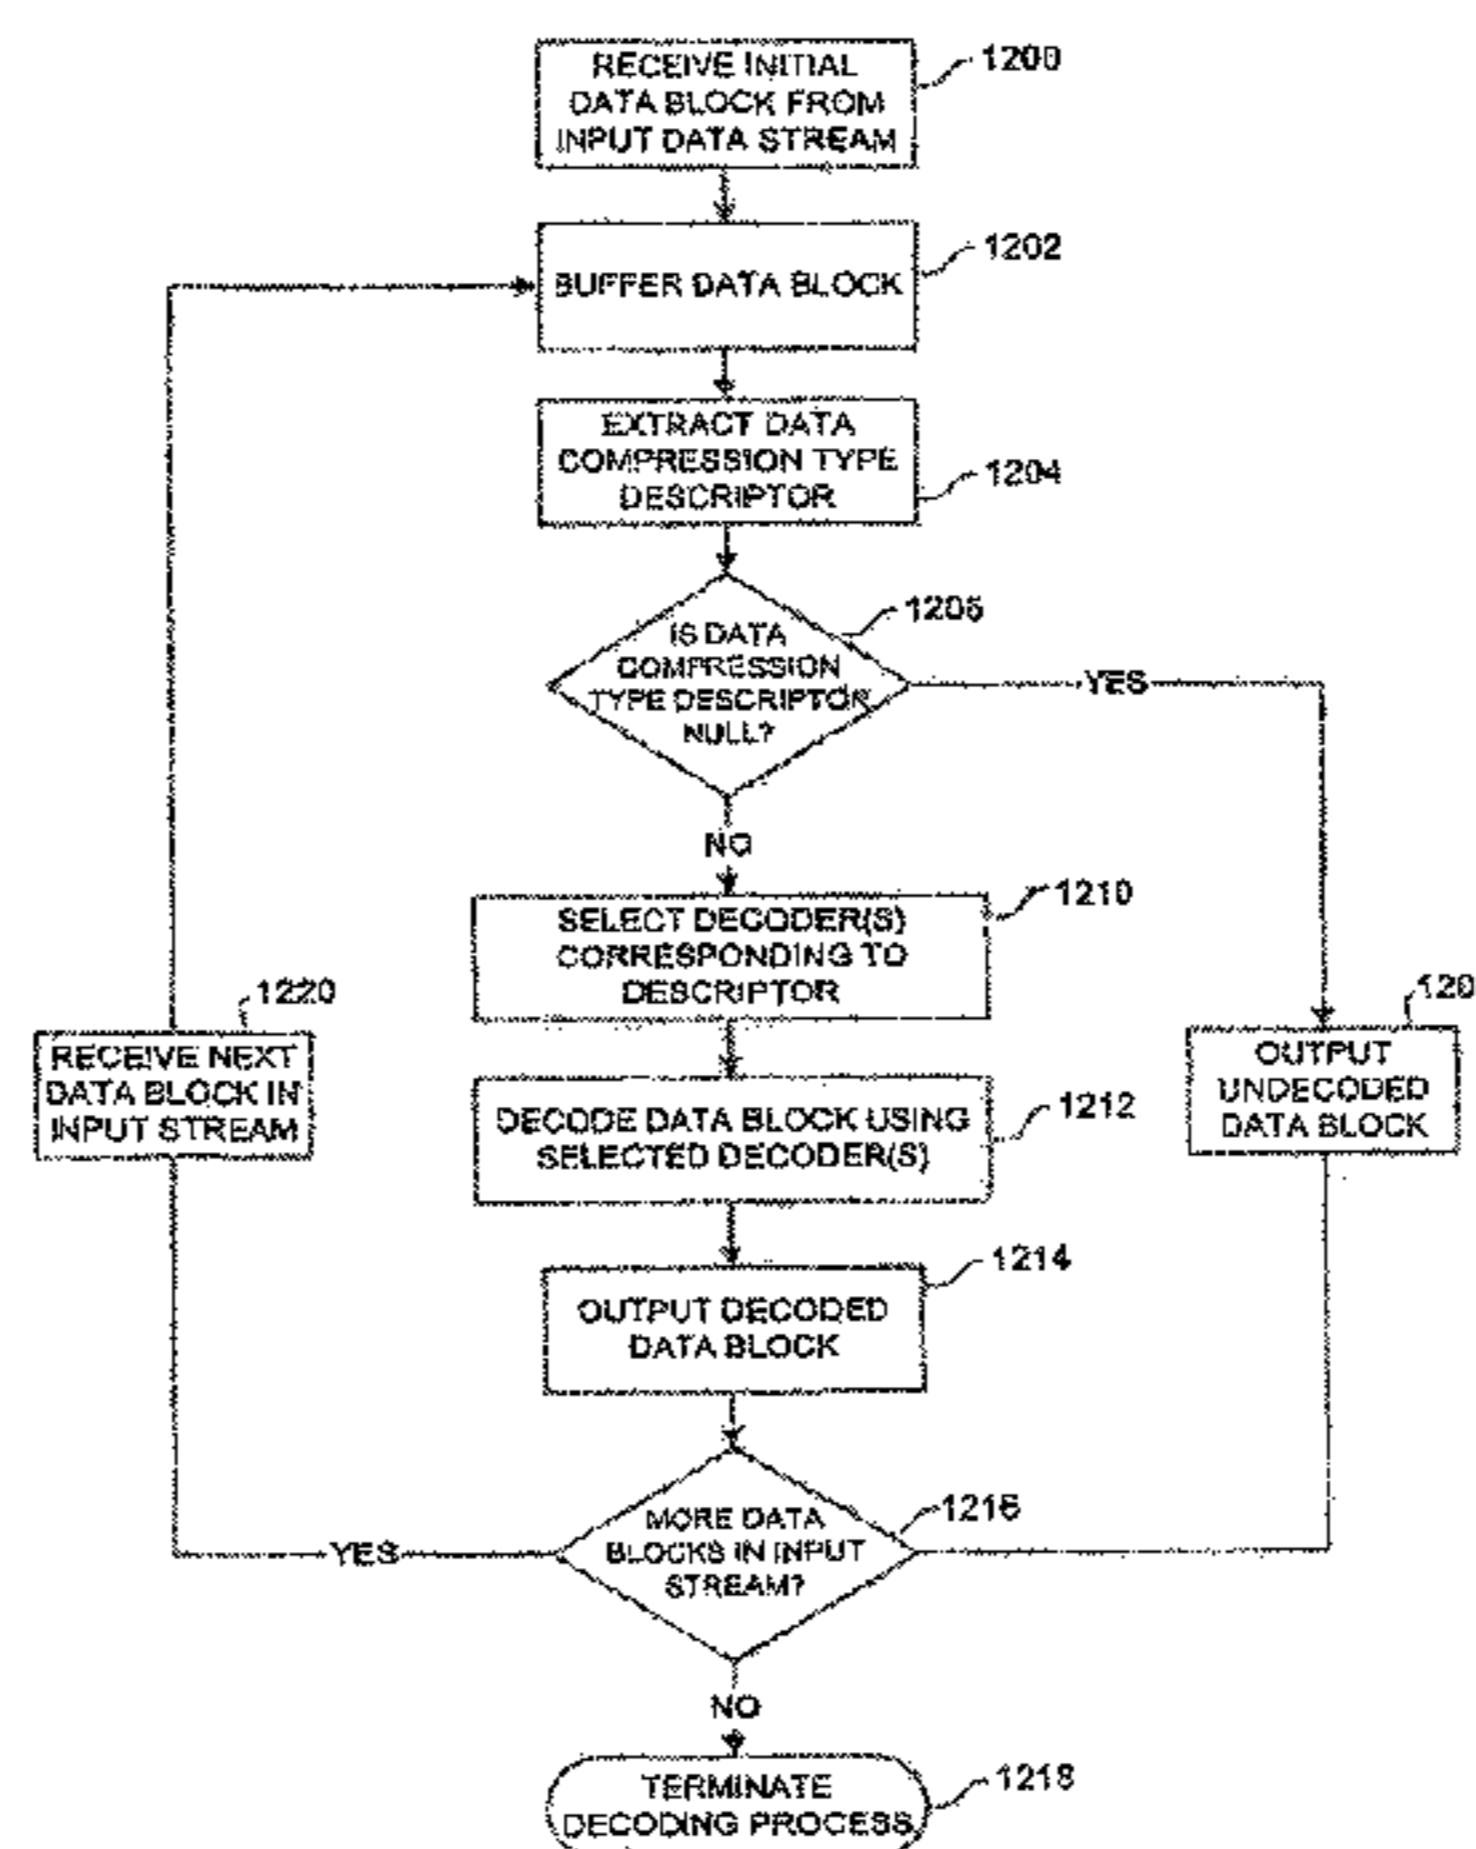 RECEIVE INITIAL
DATA BLOCK FROM
INPUT DATA STREAM
1200
BUFFER DATA BLOCK
1202
EXTRACT DATA
COMPRESSION TYPE
DESCRIPTOR
1204
IS DATA
COMPRESSION
TYPE DESCRIPTOR
NULL?
1206
YES
NO
SELECT DECODER(S)
CORRESPONDING TO
DESCRIPTOR
1210
1220
RECEIVE NEXT
DATA BLOCK IN
INPUT STREAM
120
OUTPUT
UNDECODED
DATA BLOCK
DECODE DATA BLOCK USING
SELECTED DECODER(S)
1212
OUTPUT DECODED
DATA BLOCK
1214
MORE DATA
BLOCKS IN INPUT
STREAM?
1216
YES
NO
TERMINATE
DECODING PROCESS
1218